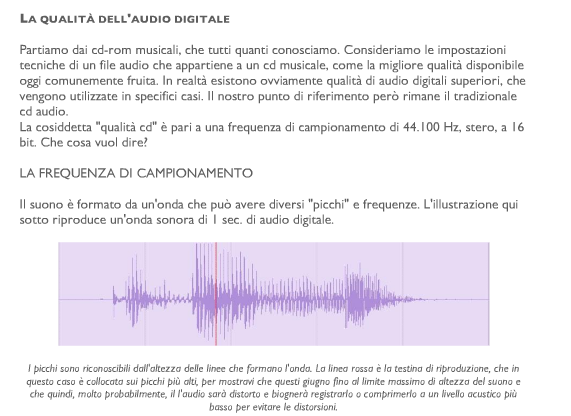 LA QUALITÀ DELL'AUDIO DIGITALE
Partiamo dai cd-rom musicali, che tutti quanti conosciamo. Consideriamo le impostazioni
tecniche di un file audio che appartiene a un cd musicale, come la migliore qualità disponibile
oggi comunemente fruita. In realtà esistono ovviamente qualità di audio digitali superiori, che
vengono utilizzate in specifici casi. Il nostro punto di riferimento però rimane il tradizionale
cd audio.
La cosiddetta "qualità cd" è pari a una frequenza di campionamento di 44.100 Hz, stero, a 16
bit. Che cosa vuol dire?
LA FREQUENZA DI CAMPIONAMENTO
Il suono è formato da un'onda che può avere diversi "picchi" e frequenze. L'illustrazione qui
sotto riproduce un'onda sonora di 1 sec. di audio digitale.
I picchi sono riconoscibili dall'altezza delle linee che formano l'onda. La linea rossa è la testina di riproduzione, che in
questo caso è collocata sui picchi più alti, per mostravi che questi giugno fino al limite massimo di altezza del suono e
che quindi, molto probabilmente, il l'audio sarà distorto e biognerà registrarlo o comprimerlo a un livello acustico più
basso per evitare le distorsioni.